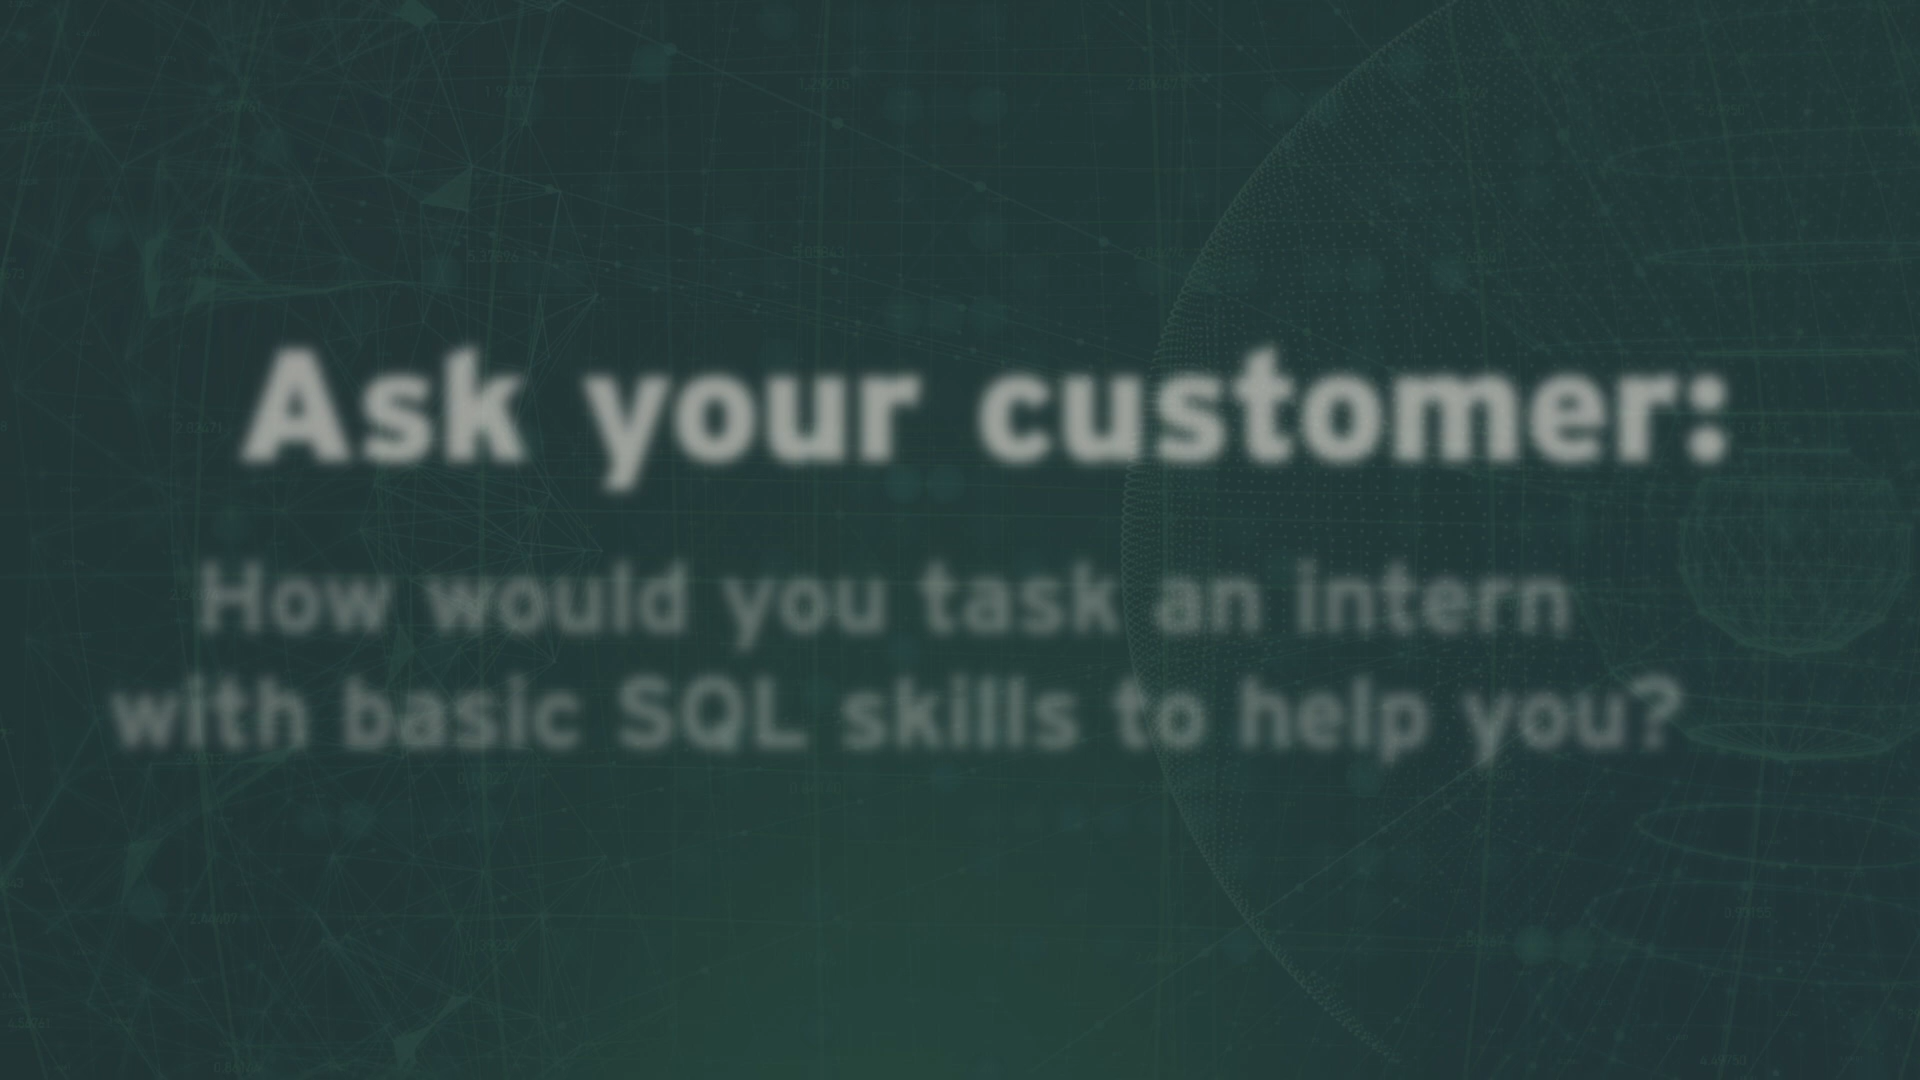 Ask your customer:
How would you task an intern
with basic SQL skills to help you?